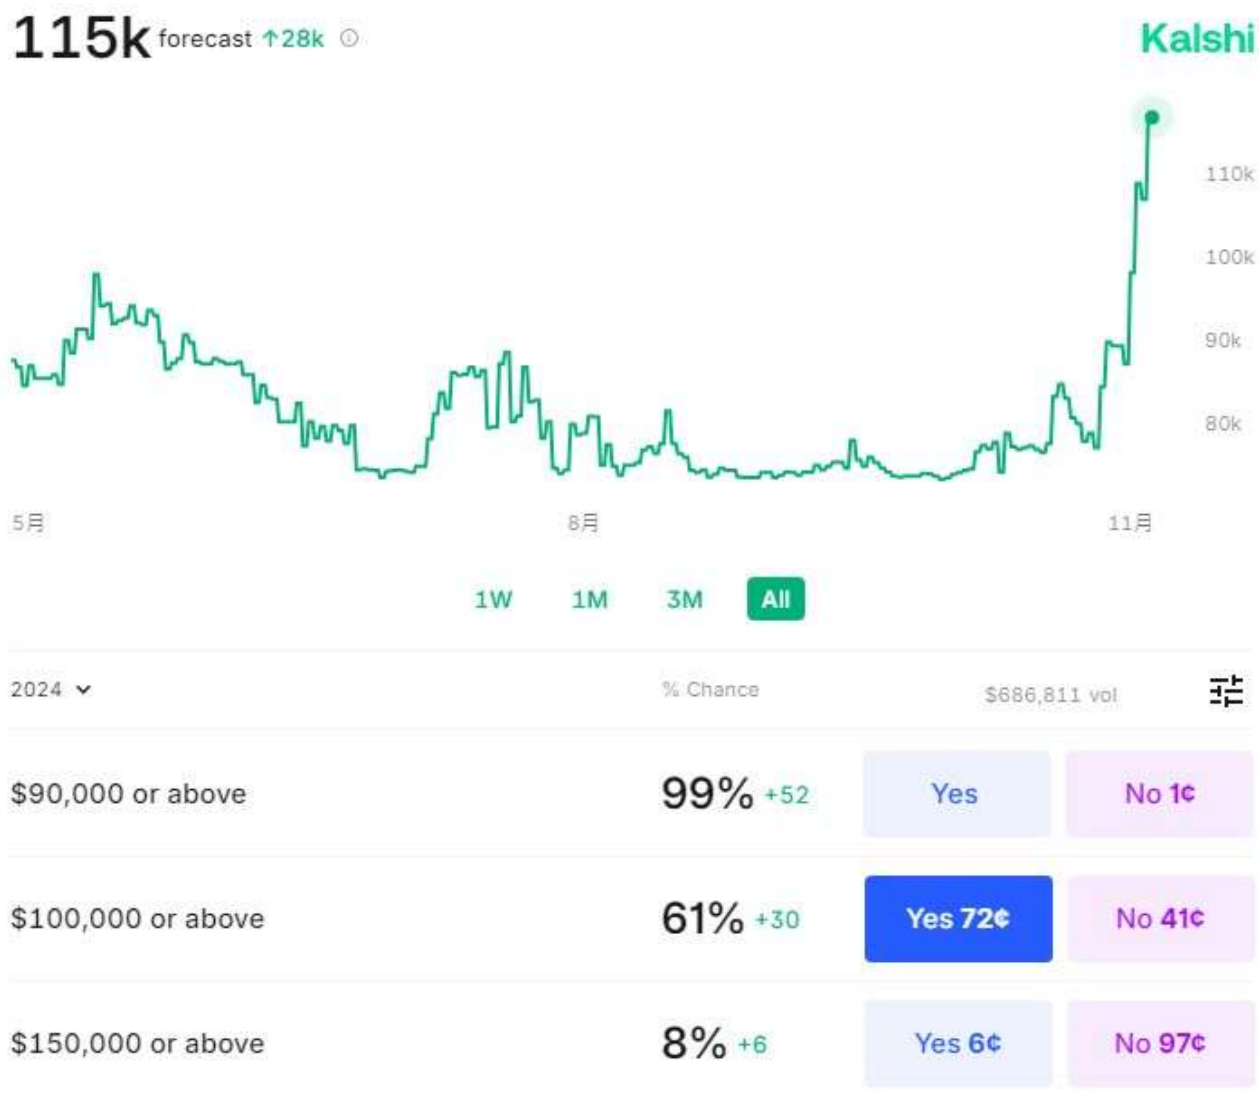 115k forecast ↑28k ⓘ
Kalshi
110k
100k
90k
80k
5月 8月 11月
1W 1M 3M All
2024 % Chance $686,811 vol
$90,000 or above 99% +52 Yes No 1¢
$100,000 or above 61% +30 Yes 72¢ No 41¢
$150,000 or above 8% +6 Yes 6¢ No 97¢